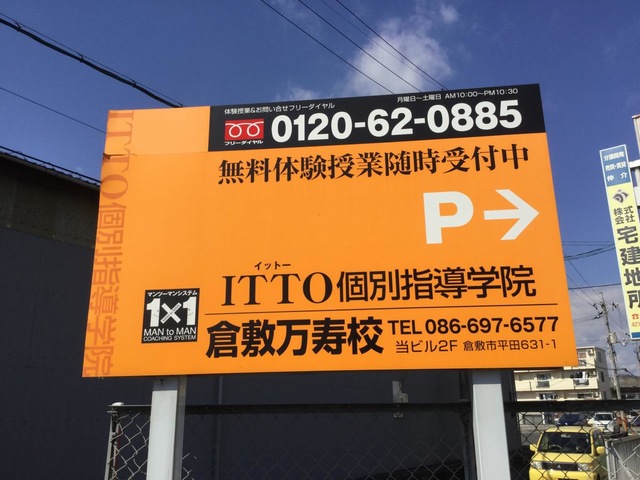 体験授業&お問い合せフリーダイヤル
月曜日〜土曜日 AM10:00〜PM10:30
フリーダイヤル
0120-62-0885
無料体験授業随時受付中
P→
イットー
ITTO個別指導学院
マンツーマンシステム
1×1
MAN to MAN
COACHING SYSTEM
倉敷万寿校
TEL 086-697-6577
当ビル2F 倉敷市平田631-1
ITTO個別指導学院
仲介
株式会社
宅建地所